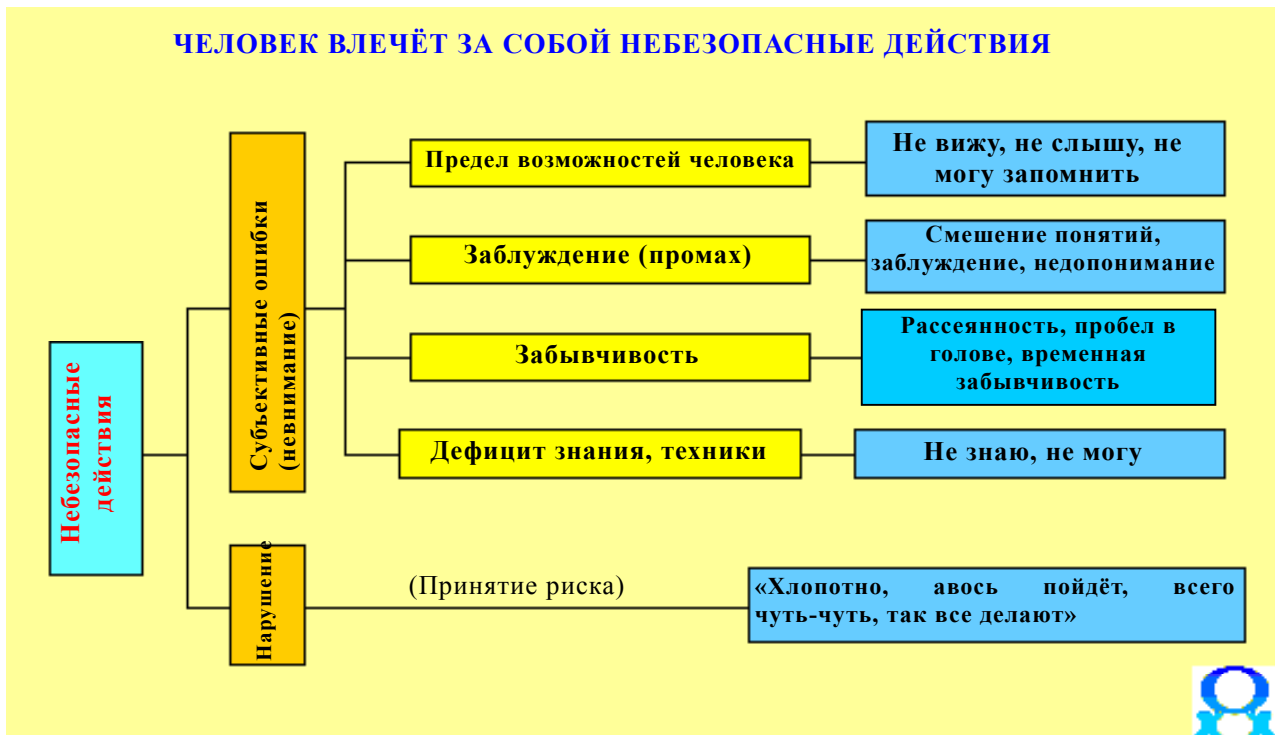 ЧЕЛОВЕК ВЛЕЧЁТ ЗА СОБОЙ НЕБЕЗОПАСНЫЕ ДЕЙСТВИЯ
Небезопасные
действия
Субъективные ошибки
(невнимание)
Предел возможностей человека
Не вижу, не слышу, не
могу запомнить
Заблуждение (промах)
Смешение понятий,
заблуждение, недопонимание
Забывчивость
Рассеянность, пробел в
голове, временная
забывчивость
Дефицит знания, техники
Не знаю, не могу
Нарушение
(Принятие риска)
«Хлопотно, авось пойдёт, всего
чуть-чуть, так все делают»